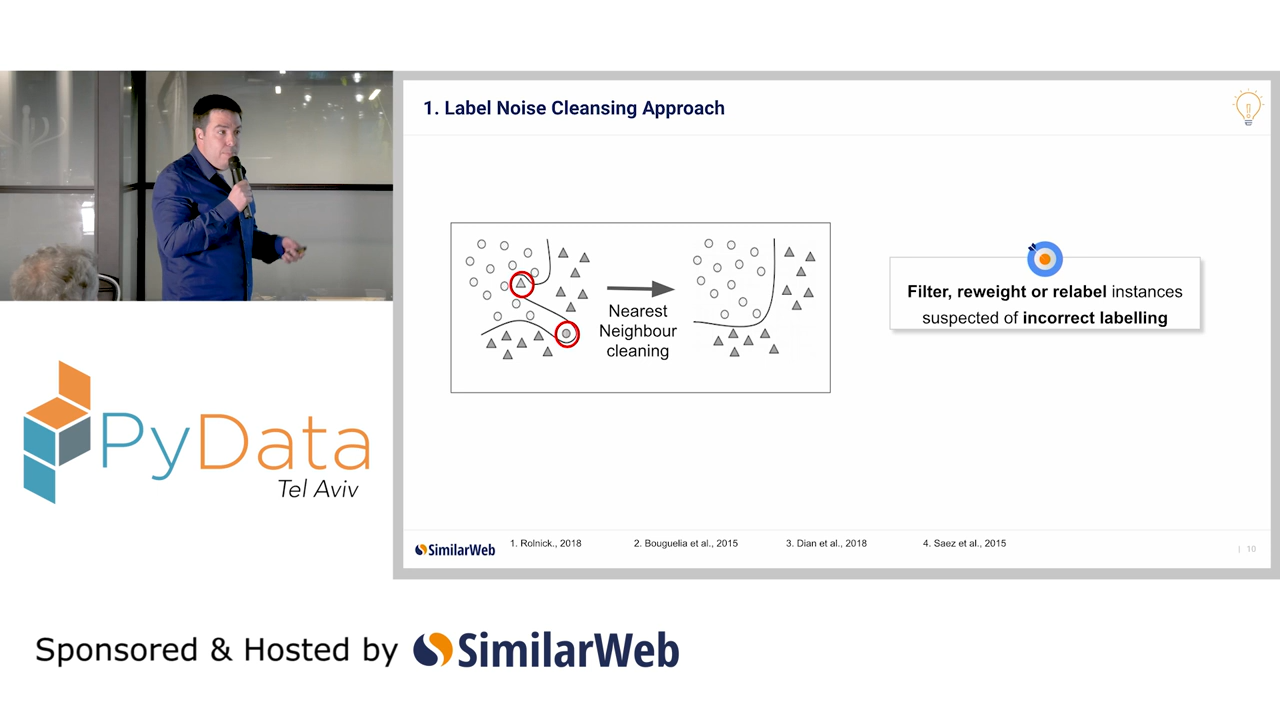 1. Label Noise Cleansing Approach
Nearest
Neighbour
cleaning
Filter, reweight or relabel instances
suspected of incorrect labelling
SimilarWeb
1. Rolnick., 2018
2. Bouguelia et al., 2015
3. Dian et al., 2018
4. Saez et al., 2015
| 10
PyData
Tel Aviv
Sponsored & Hosted by SimilarWeb